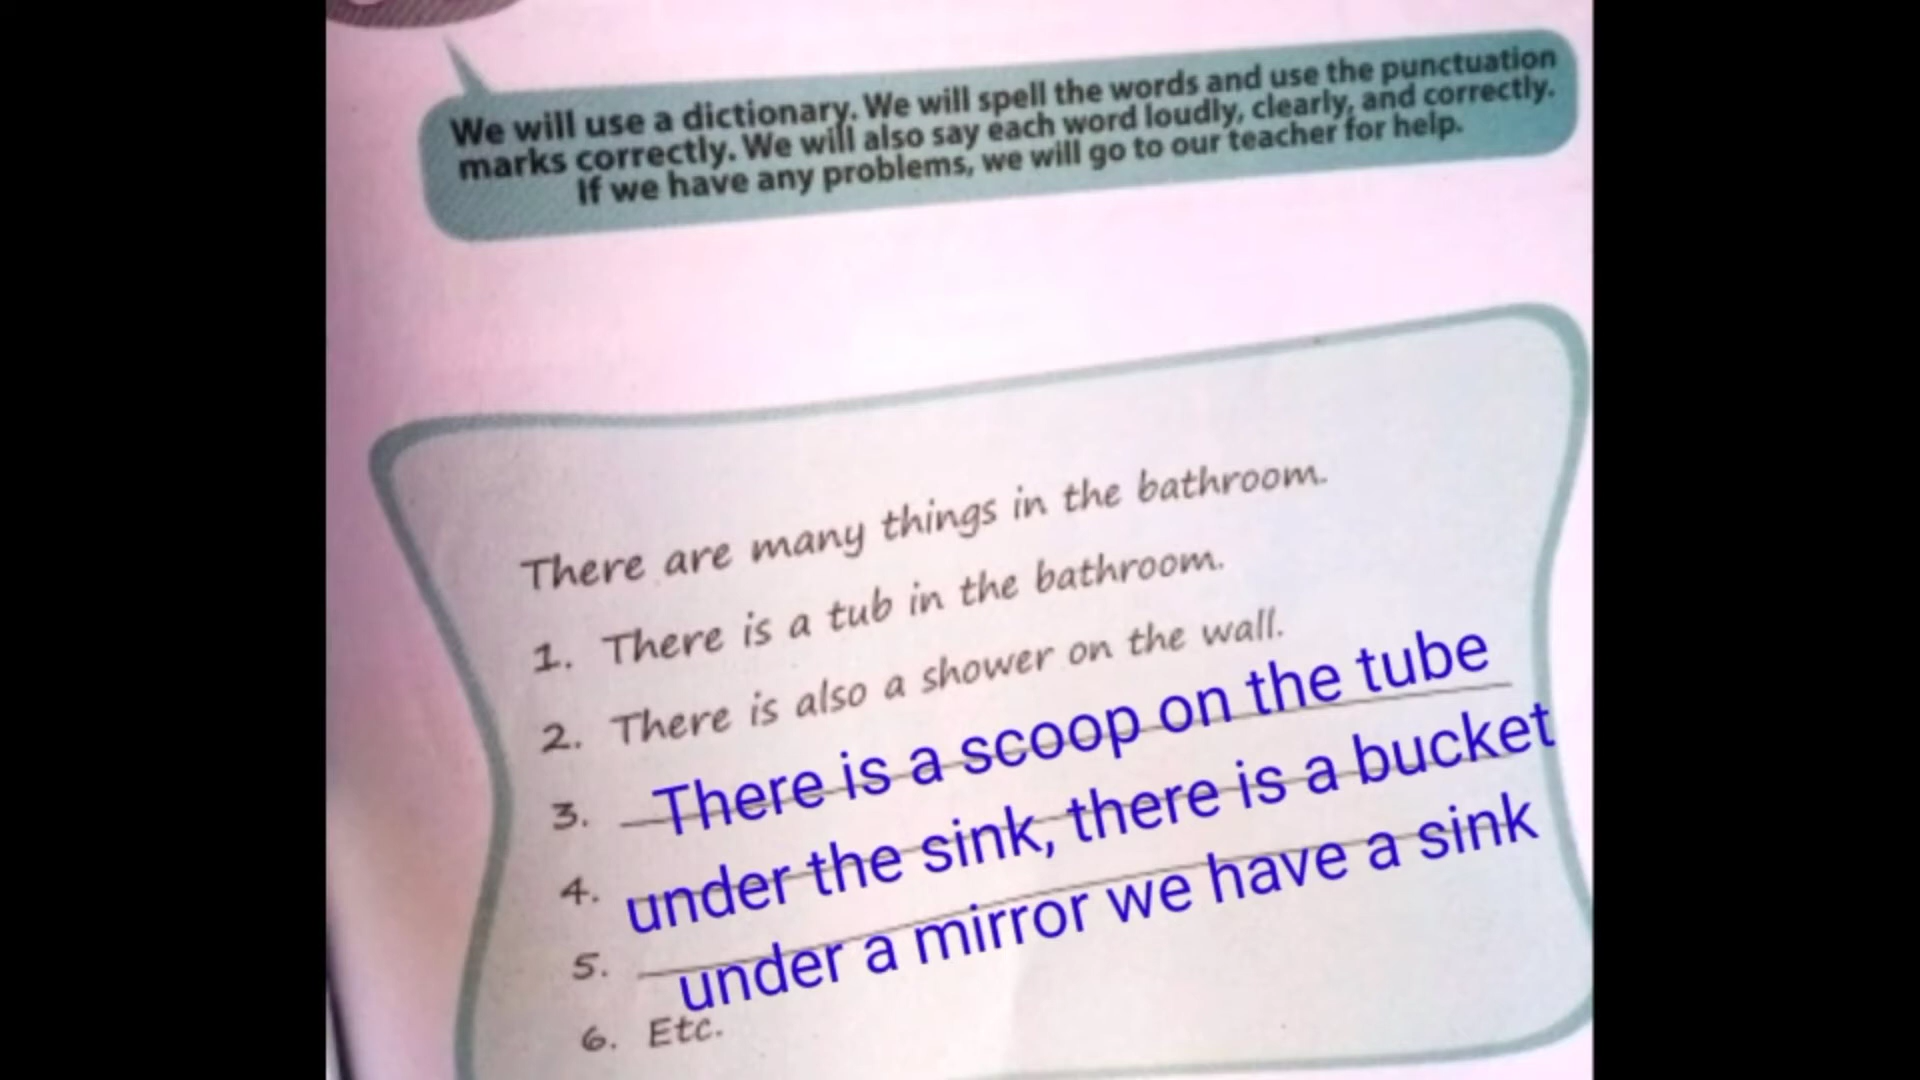 We will use a dictionary. We will spell the words and use the punctuation
marks correctly. We will also say each word loudly, clearly, and correctly.
If we have any problems, we will go to our teacher for help.
There are many things in the bathroom.
1. There is a tub in the bathroom.
2. There is also a shower on the wall.
3. There is a scoop on the tube
4. under the sink, there is a bucket
5. under a mirror we have a sink
6. Etc.